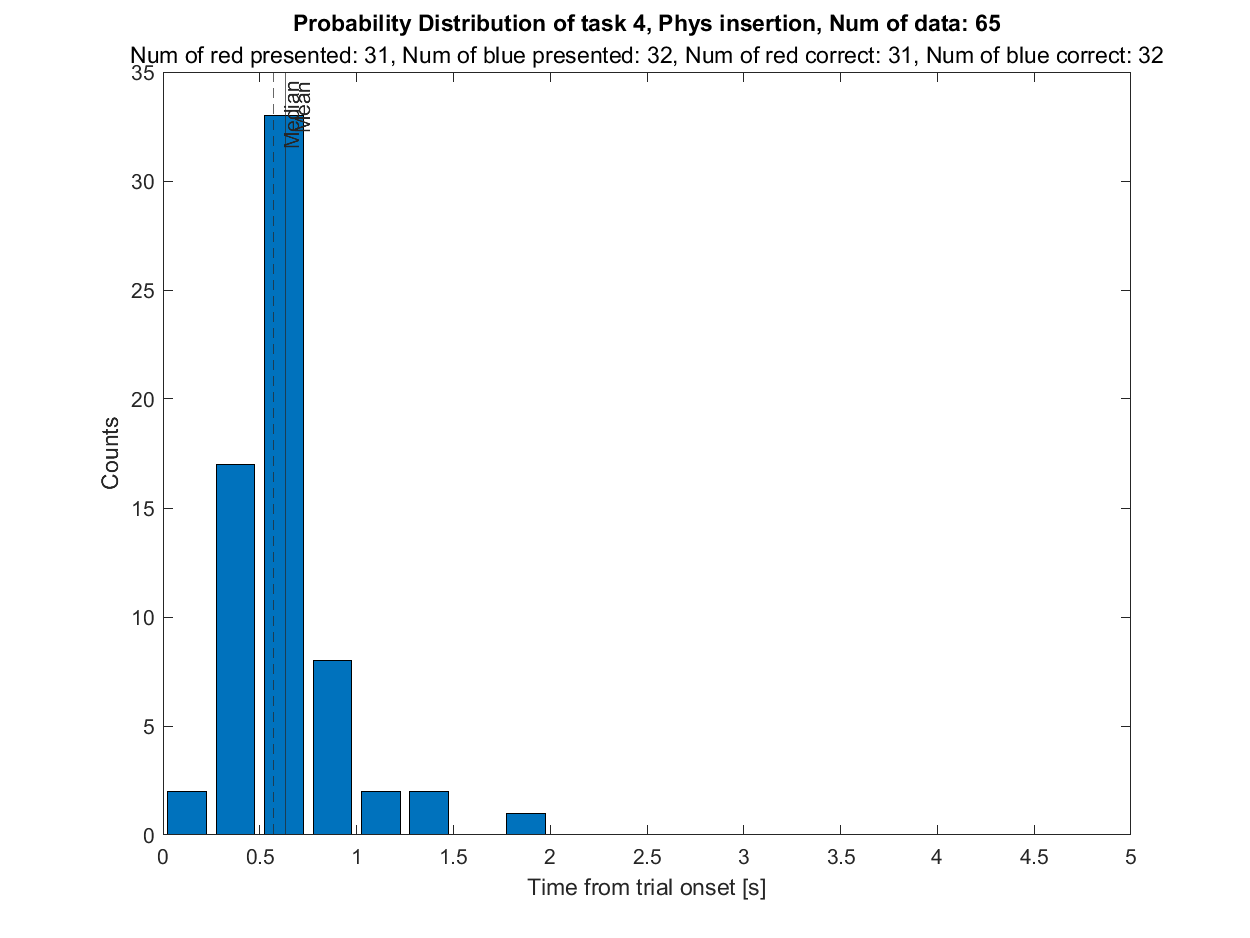 Probability Distribution of task 4, Phys insertion, Num of data: 65
Num of red presented: 31, Num of blue presented: 32, Num of red correct: 31, Num of blue correct: 32
35
30
25
20
15
10
5
0
Counts
Median
Mean
0 0.5 1 1.5 2 2.5 3 3.5 4 4.5 5
Time from trial onset [s]